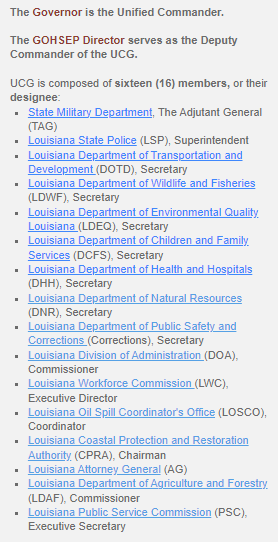 The Governor is the Unified Commander.
The GOHSEP Director serves as the Deputy
Commander of the UCG.
UCG is composed of sixteen (16) members, or their
designee:
State Military Department, The Adjutant General
(TAG)
Louisiana State Police (LSP), Superintendent
Louisiana Department of Transportation and
Development (DOTD), Secretary
Louisiana Department of Wildlife and Fisheries
(LDWF), Secretary
Louisiana Department of Environmental Quality
Louisiana (LDEQ), Secretary
Louisiana Department of Children and Family
Services (DCFS), Secretary
Louisiana Department of Health and Hospitals
(DHH), Secretary
Louisiana Department of Natural Resources
(DNR), Secretary
Louisiana Department of Public Safety and
Corrections (Corrections), Secretary
Louisiana Division of Administration (DOA),
Commissioner
Louisiana Workforce Commission (LWC),
Executive Director
Louisiana Oil Spill Coordinator's Office (LOSCO),
Coordinator
Louisiana Coastal Protection and Restoration
Authority (CPRA), Chairman
Louisiana Attorney General (AG)
Louisiana Department of Agriculture and Forestry
(LDAF), Commissioner
Louisiana Public Service Commission (PSC),
Executive Secretary